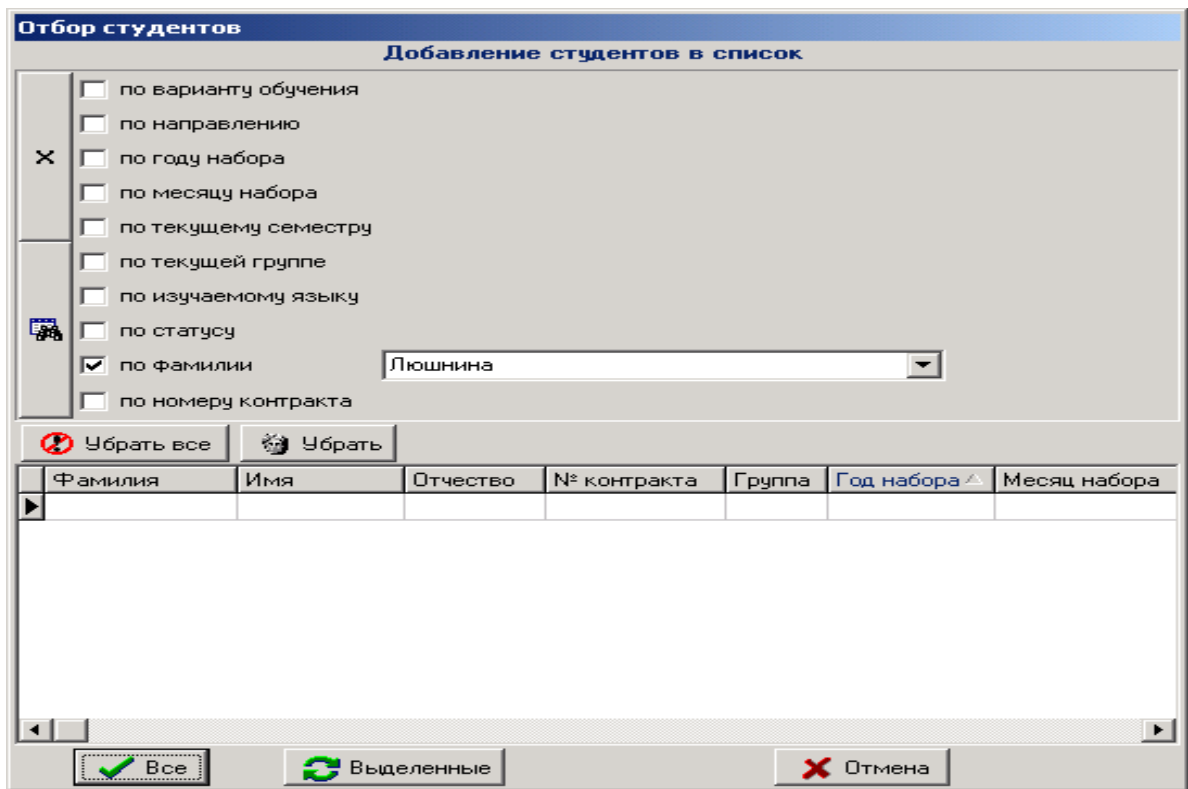 Отбор студентов
Добавление студентов в список
по варианту обучения
по направлению
по году набора
по месяцу набора
по текущему семестру
по текущей группе
по изучаемому языку
по статусу
по фамилии Люшнина
по номеру контракта
Убрать все Убрать
Фамилия Имя Отчество № контракта Группа Год набора Месяц набора
Все Выделенные Отмена